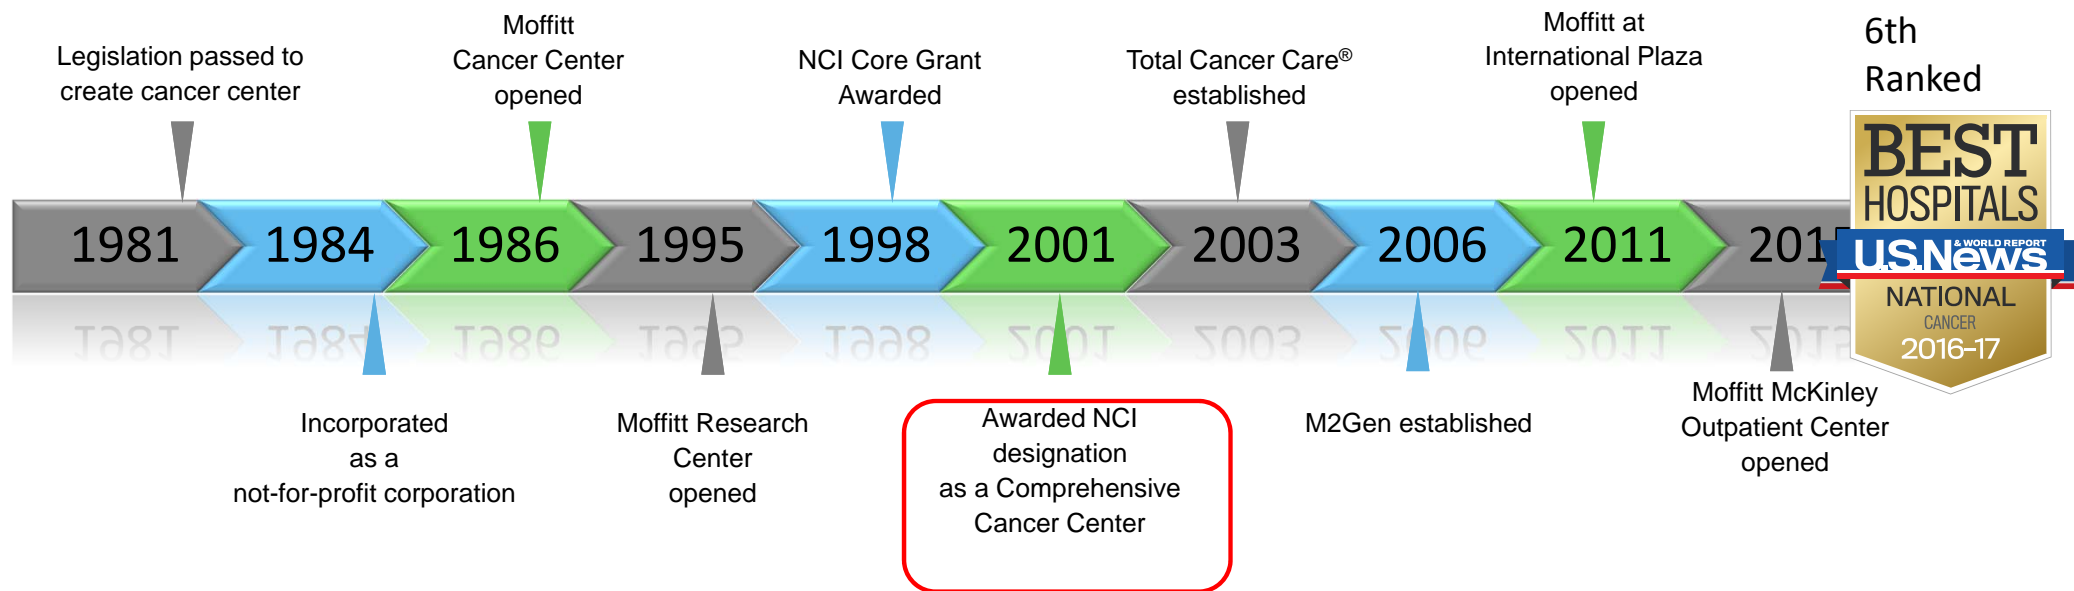 Legislation passed to
create cancer center
Moffitt
Cancer Center
opened
NCI Core Grant
Awarded
Total Cancer Care®
established
Moffitt at
International Plaza
opened
6th
Ranked
1981
1984
1986
1995
1998
2001
2003
2006
2011
2015
BEST
HOSPITALS
U.S.News
& WORLD REPORT
NATIONAL
CANCER
2016-17
Incorporated
as a
not-for-profit corporation
Moffitt Research
Center
opened
Awarded NCI
designation
as a Comprehensive
Cancer Center
M2Gen established
Moffitt McKinley
Outpatient Center
opened